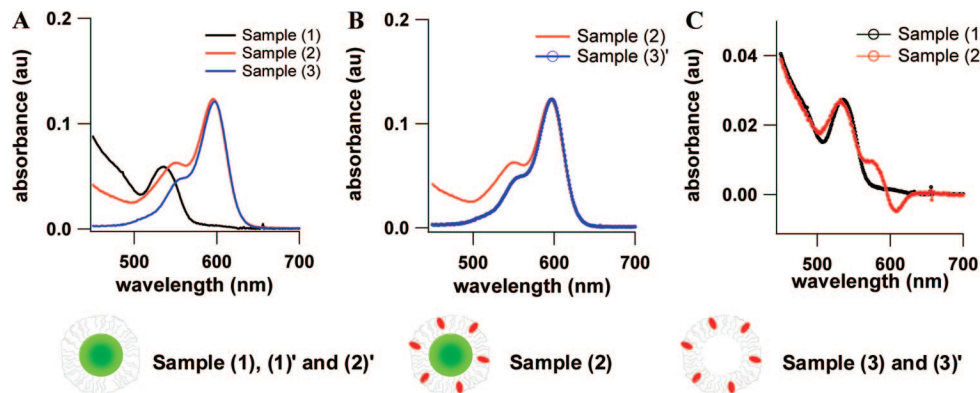 A
absorbance (au)
0.2
0.1
0.0
Sample (1)
Sample (2)
Sample (3)
500
600
700
wavelength (nm)
B
absorbance (au)
0.2
0.1
0.0
Sample (2)
Sample (3)'
500
600
700
wavelength (nm)
C
absorbance (au)
0.04
0.02
0.00
Sample (1
Sample (2
500
600
700
wavelength (nm)
Sample (1), (1)' and (2)'
Sample (2)
Sample (3) and (3)'